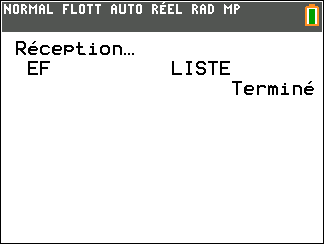 NORMAL FLOTT AUTO RÉEL RAD MP
Réception…
EF LISTE
Terminé